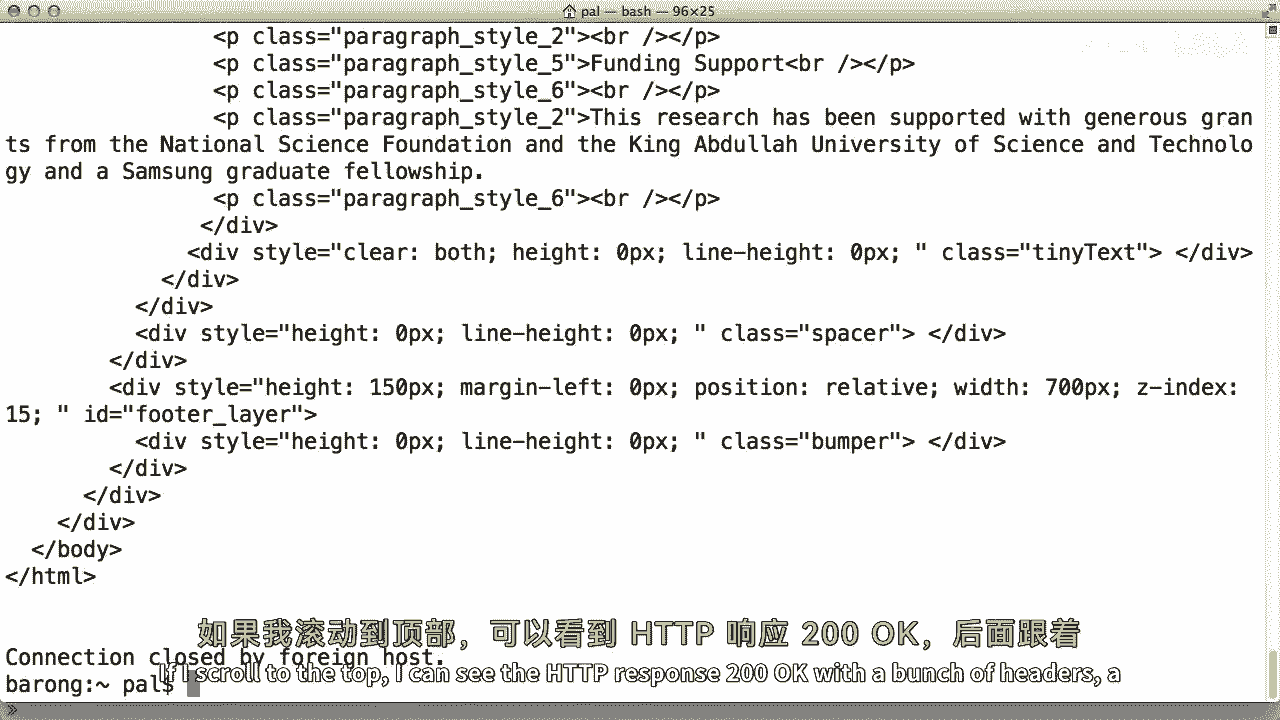 pal — bash — 96×25
<p class="paragraph_style_2"><br /></p>
<p class="paragraph_style_5">Funding Support<br /></p>
<p class="paragraph_style_6"><br /></p>
<p class="paragraph_style_2">This research has been supported with generous gran
ts from the National Science Foundation and the King Abdullah University of Science and Technolo
gy and a Samsung graduate fellowship.
<p class="paragraph_style_6"><br /></p>
</div>
<div style="clear: both; height: 0px; line-height: 0px; " class="tinyText"> </div>
</div>
</div>
<div style="height: 0px; line-height: 0px; " class="spacer"> </div>
</div>
<div style="height: 150px; margin-left: 0px; position: relative; width: 700px; z-index:
15; " id="footer_layer">
<div style="height: 0px; line-height: 0px; " class="bumper"> </div>
</div>
</div>
</div>
</body>
</html>
如果我滚动到顶部，可以看到 HTTP 响应 200 OK，后面跟着
Connection closed by foreign host.
If I scroll to the top, I can see the HTTP response 200 OK with a bunch of headers, a
barong:~ pal$